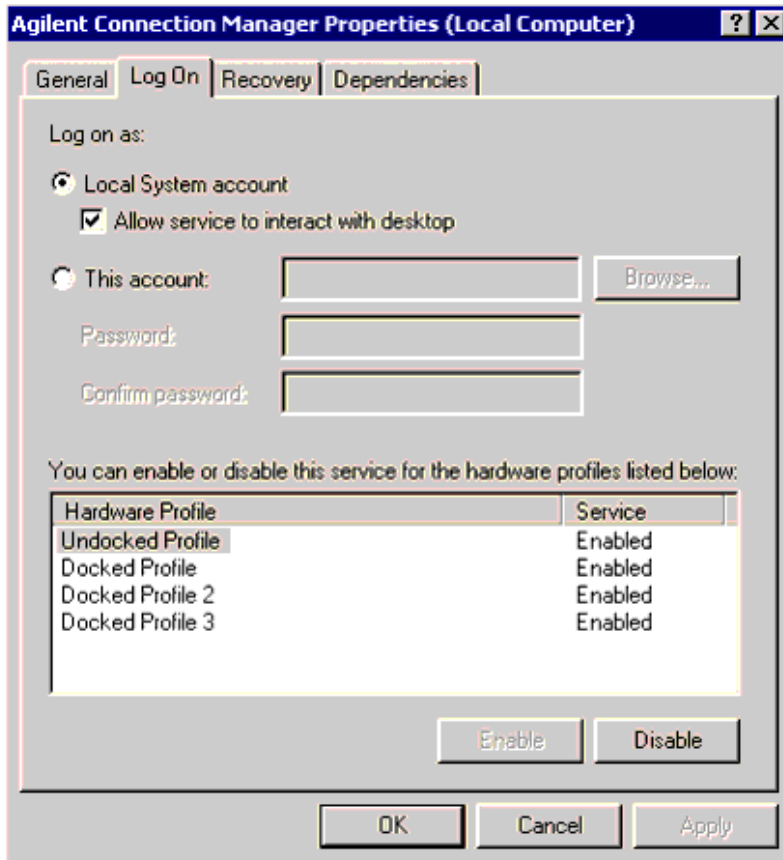 Agilent Connection Manager Properties (Local Computer)
General Log On Recovery Dependencies
Log on as:
Local System account
Allow service to interact with desktop
This account: Browse...
Password:
Confirm password:
You can enable or disable this service for the hardware profiles listed below:
Hardware Profile Service
Undocked Profile Enabled
Docked Profile Enabled
Docked Profile 2 Enabled
Docked Profile 3 Enabled
Enable Disable
OK Cancel Apply